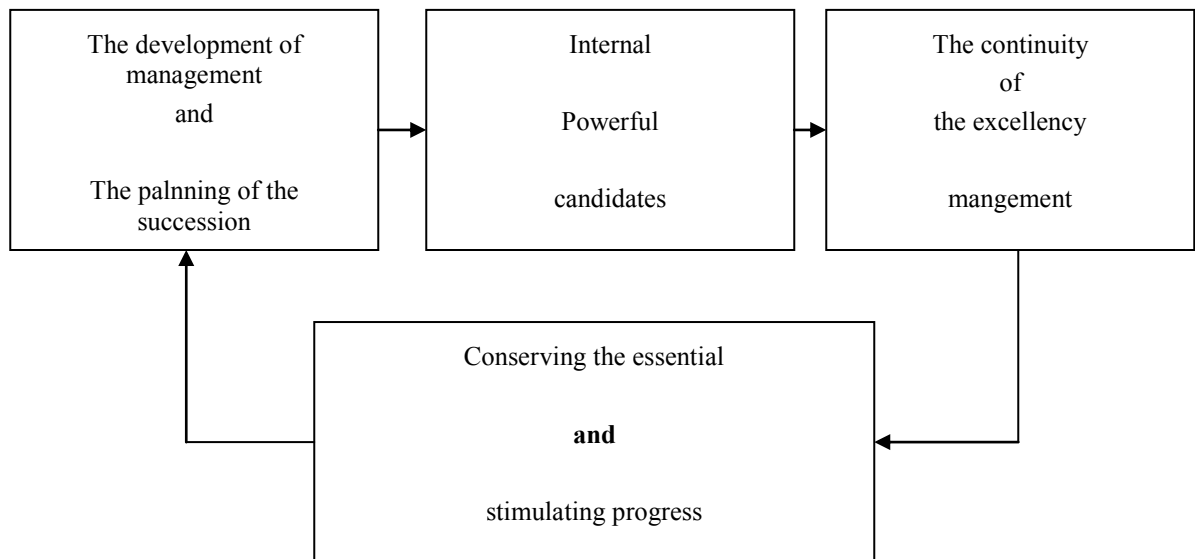 The development of
management
and
The palnning of the
succession
Internal
Powerful
candidates
The continuity
of
the excellency
mangement
Conserving the essential
and
stimulating progress